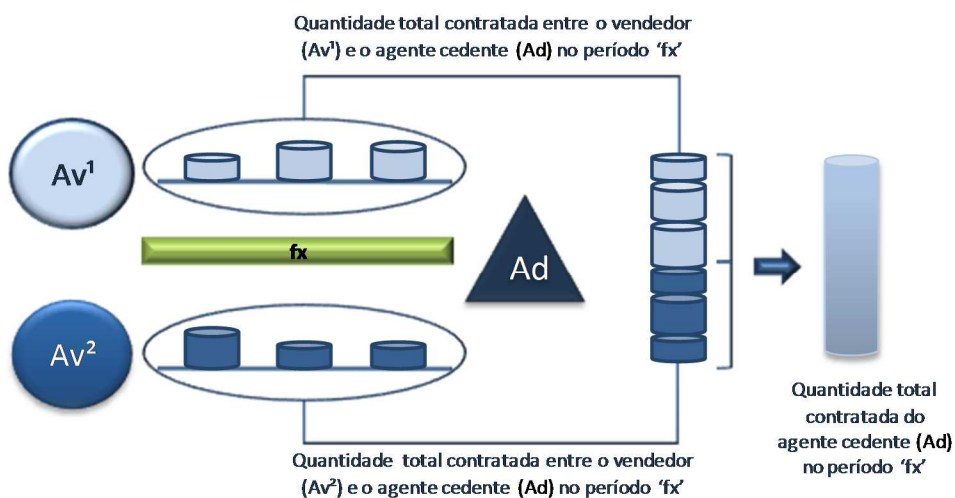 Quantidade total contratada entre o vendedor
(Av¹) e o agente cedente (Ad) no período ‘fx’
Av¹
fx
Ad
Av²
Quantidade total
contratada do
agente cedente (Ad)
no período ‘fx’
Quantidade total contratada entre o vendedor
(Av²) e o agente cedente (Ad) no período ‘fx’